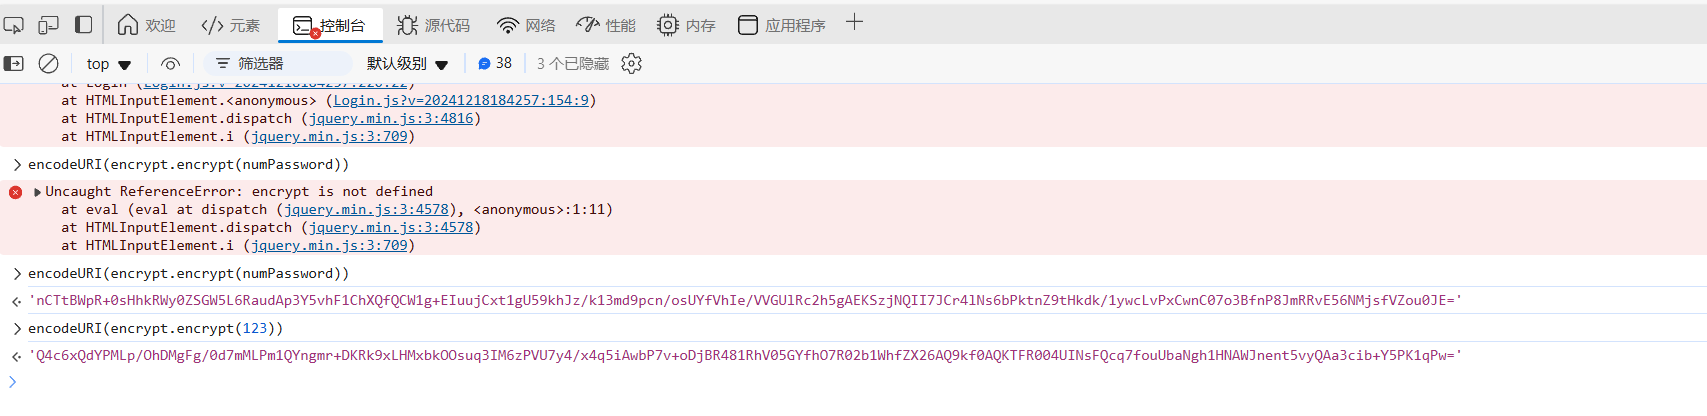 欢迎 元素 控制台 源代码 网络 性能 内存 应用程序
top 筛选器 默认级别 38 3 个已隐藏
at Login (Login.js?v=20241218184257:220:22)
at HTMLInputElement.<anonymous> (Login.js?v=20241218184257:154:9)
at HTMLInputElement.dispatch (jquery.min.js:3:4816)
at HTMLInputElement.i (jquery.min.js:3:709)
encodeURI(encrypt.encrypt(numPassword))
Uncaught ReferenceError: encrypt is not defined
at eval (eval at dispatch (jquery.min.js:3:4578), <anonymous>:1:11)
at HTMLInputElement.dispatch (jquery.min.js:3:4578)
at HTMLInputElement.i (jquery.min.js:3:709)
encodeURI(encrypt.encrypt(numPassword))
'nCTtBWpR+0sHhkRWy0ZSGW5L6RaudAp3Y5vhF1ChXQfQCW1g+EIuujCxt1gU59khJz/k13md9pcn/osUYfVhIe/VVGUlRc2h5gAEKSzjNQII7JCr4lNs6bPktnZ9tHkdk/1ywcLvPxCwnC07o3BfnP8JmRRvE56NMjsfVZou0JE='
encodeURI(encrypt.encrypt(123))
'Q4c6xQdYPMLp/OhDMgFg/0d7mMLPm1QYngmr+DKRk9xLHMxbkOOsuq3IM6zPVU7y4/x4q5iAwbP7v+oDjBR481RhV05GYfhO7R02b1WhfZX26AQ9kf0AQKTFR004UINsFQcq7fouUbaNgh1HNAWJnent5vyQAa3cib+Y5PK1qPw='